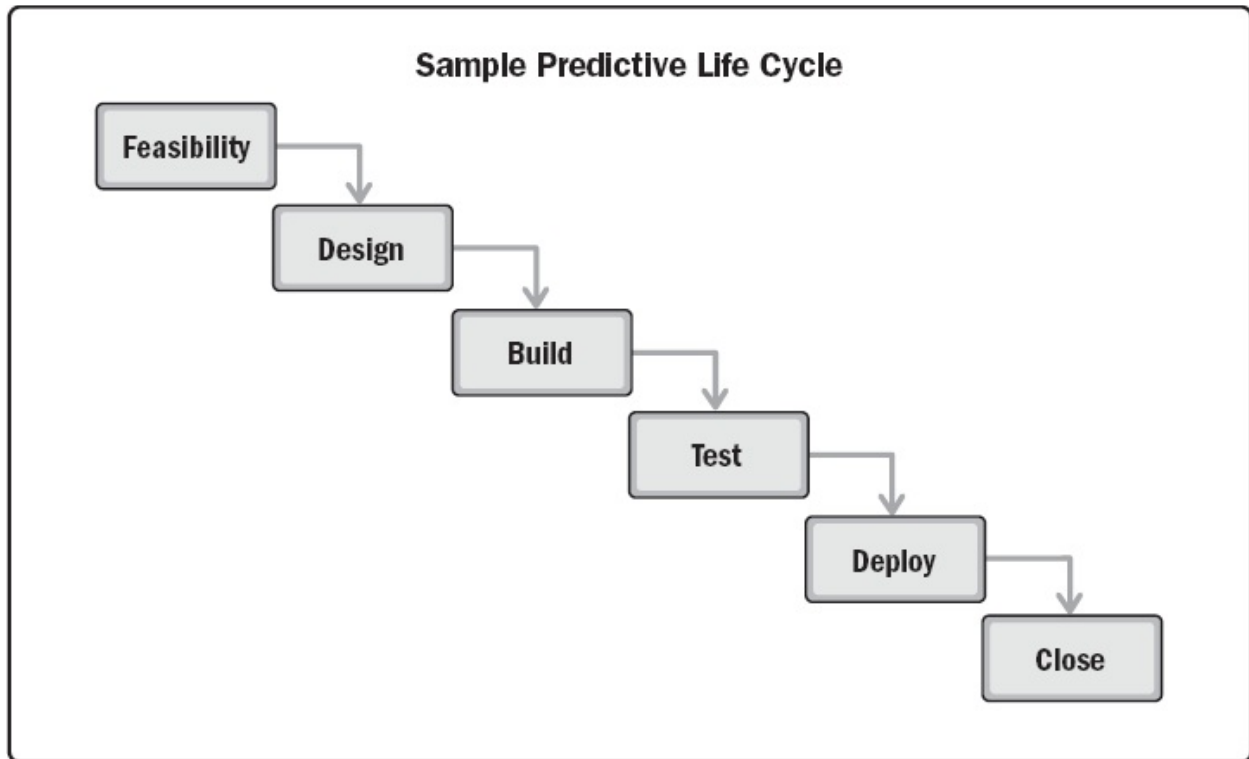 Sample Predictive Life Cycle
Feasibility
Design
Build
Test
Deploy
Close